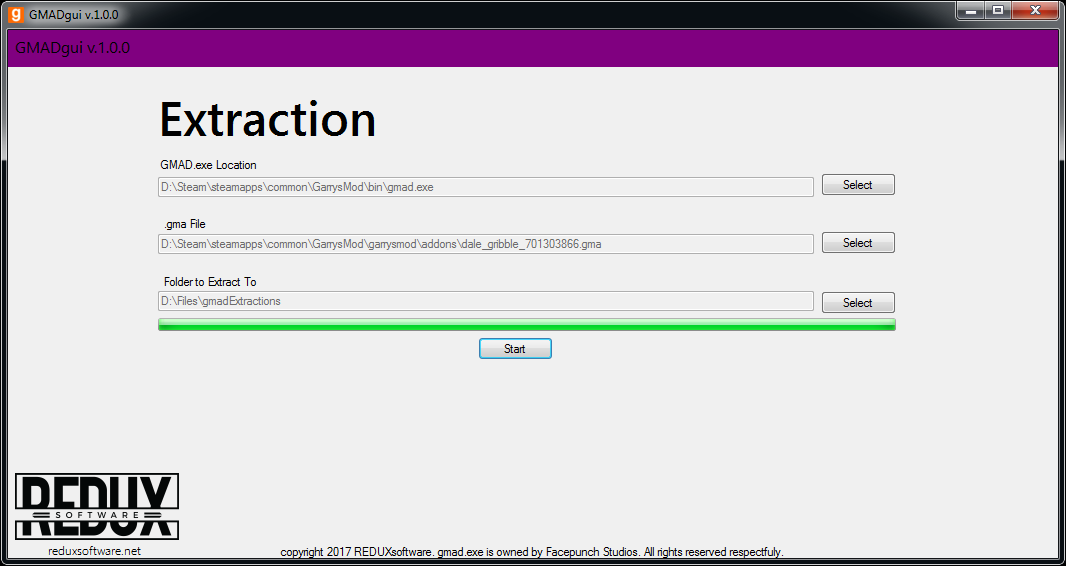 GMADgui v.1.0.0
GMADgui v.1.0.0
Extraction
GMAD.exe Location
D:\Steam\steamapps\common\GarrysMod\bin\gmad.exe
Select
.gma File
D:\Steam\steamapps\common\GarrysMod\garrysmod\addons\dale_gribble_701303866.gma
Select
Folder to Extract To
D:\Files\gmadExtractions
Select
Start
REDUX
SOFTWARE
REDUX
reduxsoftware.net
copyright 2017 REDUXsoftware. gmad.exe is owned by Facepunch Studios. All rights reserved respectfuly.